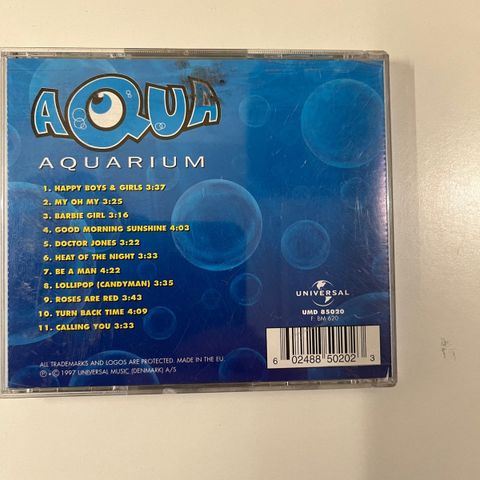 AQUA
AQUARIUM
1. HAPPY BOYS & GIRLS 3:37
2. MY OH MY 3:25
3. BARBIE GIRL 3:16
4. GOOD MORNING SUNSHINE 4:03
5. DOCTOR JONES 3:22
6. HEAT OF THE NIGHT 3:33
7. BE A MAN 4:22
8. LOLLIPOP (CANDYMAN) 3:35
9. ROSES ARE RED 3:43
10. TURN BACK TIME 4:09
11. CALLING YOU 3:33
UNIVERSAL
UMD 85020
F: BM 620
6 02488 50202 3
ALL TRADEMARKS AND LOGOS ARE PROTECTED. MADE IN THE EU.
℗•© 1997 UNIVERSAL MUSIC (DENMARK) A/S